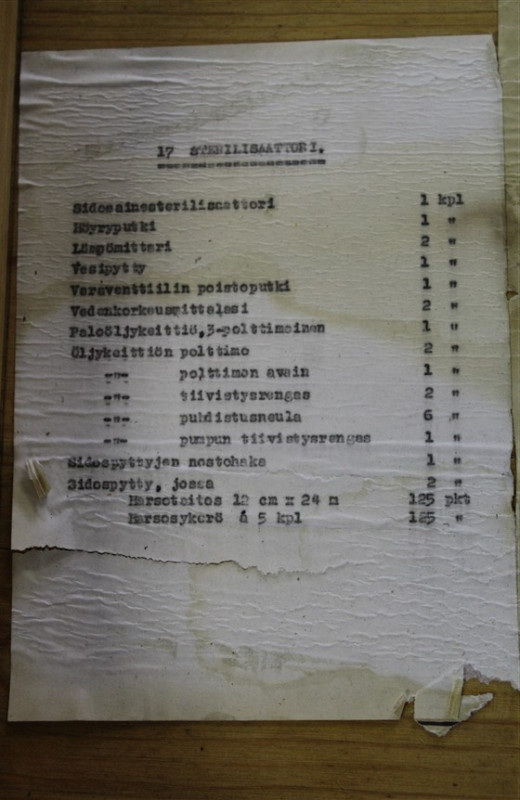 17 STERILISAATTORI.
Sidosainesterilisaattori 1 kpl
Höyryputki 1 "
Lämpömittari 2 "
Vesipytty 1 "
Varaventtiilin poistoputki 1 "
Vedenkorkeusmittalasi 2 "
Paloöljykeittiö,3-polttimoinen 1 "
Öljykeittiön polttimo 2 "
-"- polttimon avain 1 "
-"- tiivistysrengas 2 "
-"- puhdistusneula 6 "
-"- pumpun tiivistysrengas 1 "
Sidospyttyjen nostohaka 1 "
Sidospytty, jossa 2 "
Harsotaitos 12 cm x 24 m 125 pkt
Harsosykerö á 5 kpl 125 "